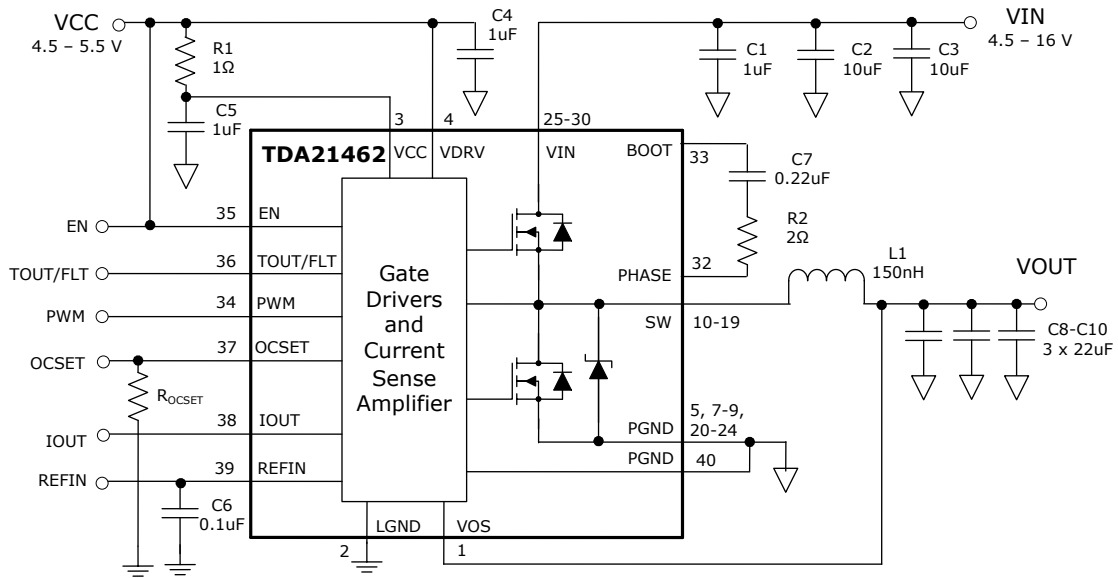 VCC
4.5 – 5.5 V
R1
1Ω
C5
1uF
C4
1uF
C1
1uF
C2
10uF
C3
10uF
VIN
4.5 – 16 V
3
4
25-30
TDA21462
VCC
VDRV
VIN
BOOT
33
C7
0.22uF
R2
2Ω
PHASE
32
L1
150nH
VOUT
SW
10-19
C8-C10
3 x 22uF
EN
35
EN
TOUT/FLT
36
TOUT/FLT
PWM
34
PWM
OCSET
37
OCSET
ROCSET
IOUT
38
IOUT
REFIN
39
REFIN
C6
0.1uF
Gate
Drivers
and
Current
Sense
Amplifier
PGND
5, 7-9,
20-24
PGND
40
LGND
VOS
2
1